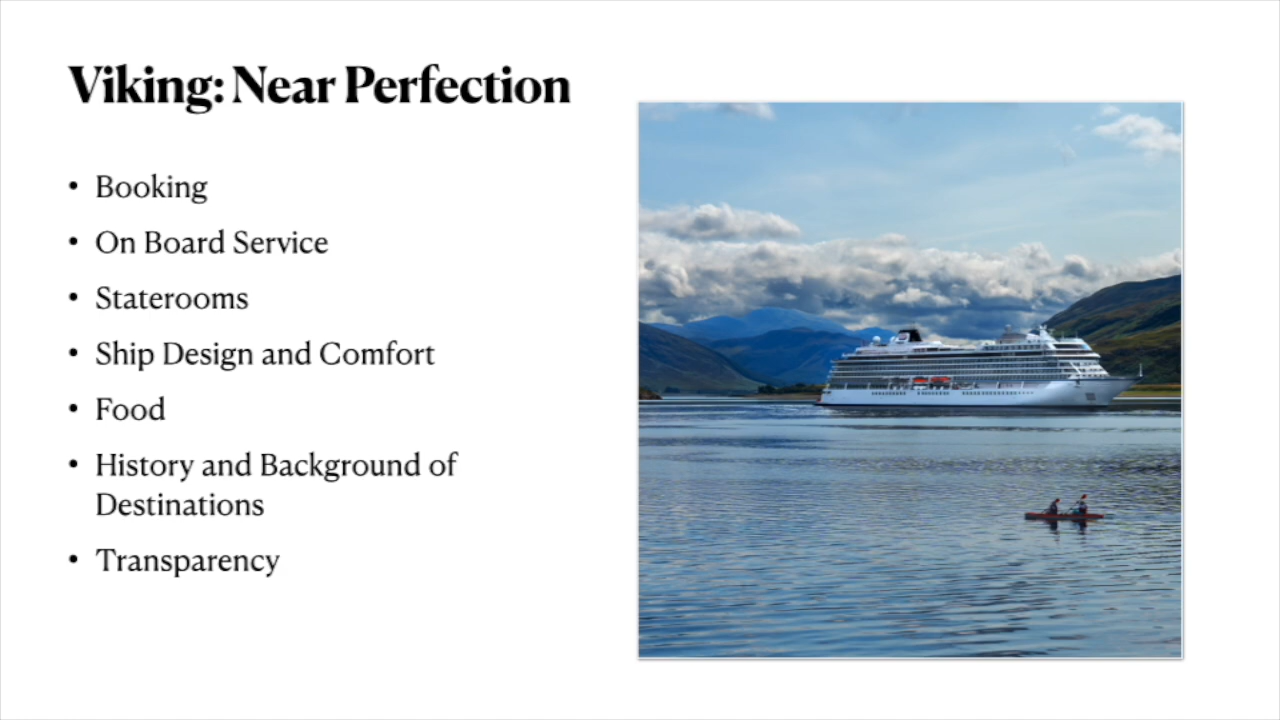 Viking: Near Perfection
• Booking
• On Board Service
• Staterooms
• Ship Design and Comfort
• Food
• History and Background of
Destinations
• Transparency